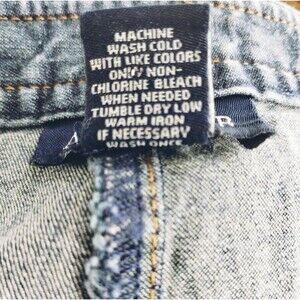 MACHINE
WASH COLD
WITH LIKE COLORS
ONLY NON-
CHLORINE BLEACH
WHEN NEEDED
TUMBLE DRY LOW
WARM IRON
IF NECESSARY
WASH ONCE